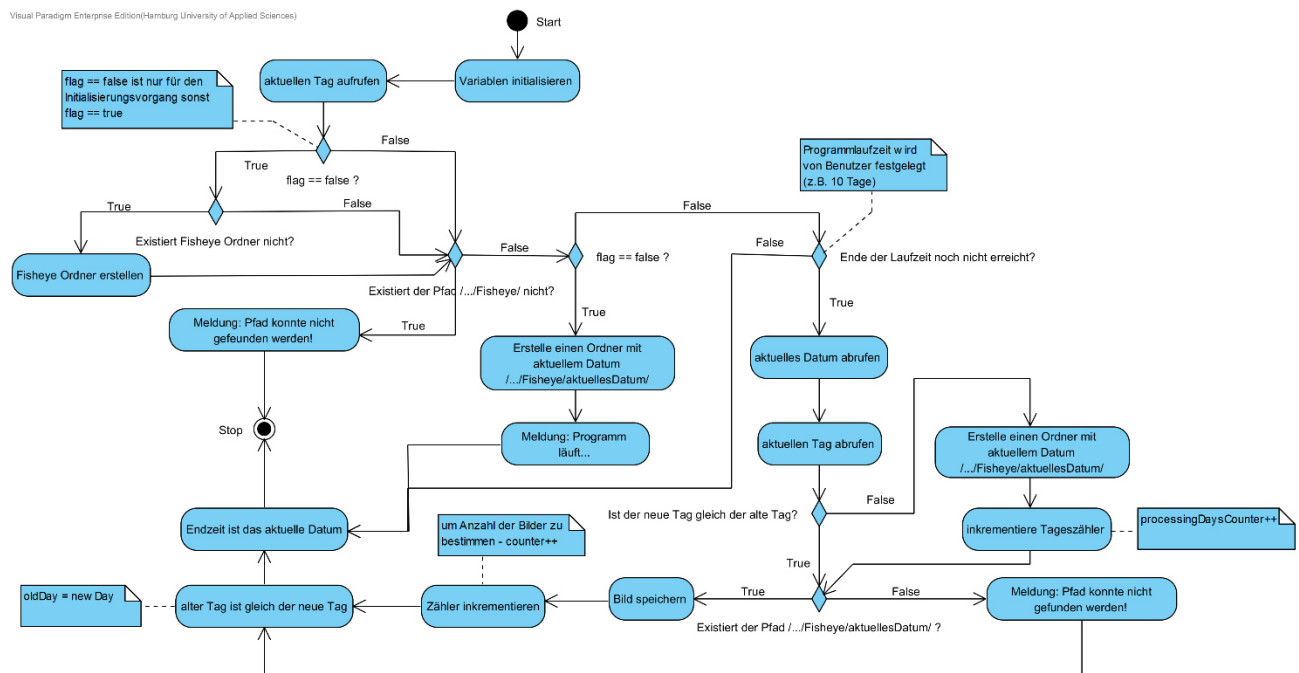 Visual Paradigm Enterprise Edition(Hamburg University of Applied Sciences)
Start
Variablen initialisieren
aktuellen Tag aufrufen
flag == false ist nur für den
Initialisierungsvorgang sonst
flag == true
False
True
flag == false ?
True
False
Existiert Fisheye Ordner nicht?
Fisheye Ordner erstellen
False
Existiert der Pfad /.../Fisheye/ nicht?
True
Meldung: Pfad konnte nicht
gefeunden werden!
Stop
False
flag == false ?
True
Erstelle einen Ordner mit
aktuellem Datum
/.../Fisheye/aktuellesDatum/
Meldung: Programm
läuft...
Programmlaufzeit wird
von Benutzer festgelegt
(z.B. 10 Tage)
False
Ende der Laufzeit noch nicht erreicht?
True
aktuelles Datum abrufen
aktuellen Tag abrufen
False
Ist der neue Tag gleich der alte Tag?
True
Erstelle einen Ordner mit
aktuellem Datum
/.../Fisheye/aktuellesDatum/
inkrementiere Tageszähler
processingDaysCounter++
Endzeit ist das aktuelle Datum
um Anzahl der Bilder zu
bestimmen - counter++
oldDay = new Day
alter Tag ist gleich der neue Tag
Zähler inkrementieren
Bild speichern
True
False
Existiert der Pfad /.../Fisheye/aktuellesDatum/ ?
Meldung: Pfad konnte nicht
gefunden werden!